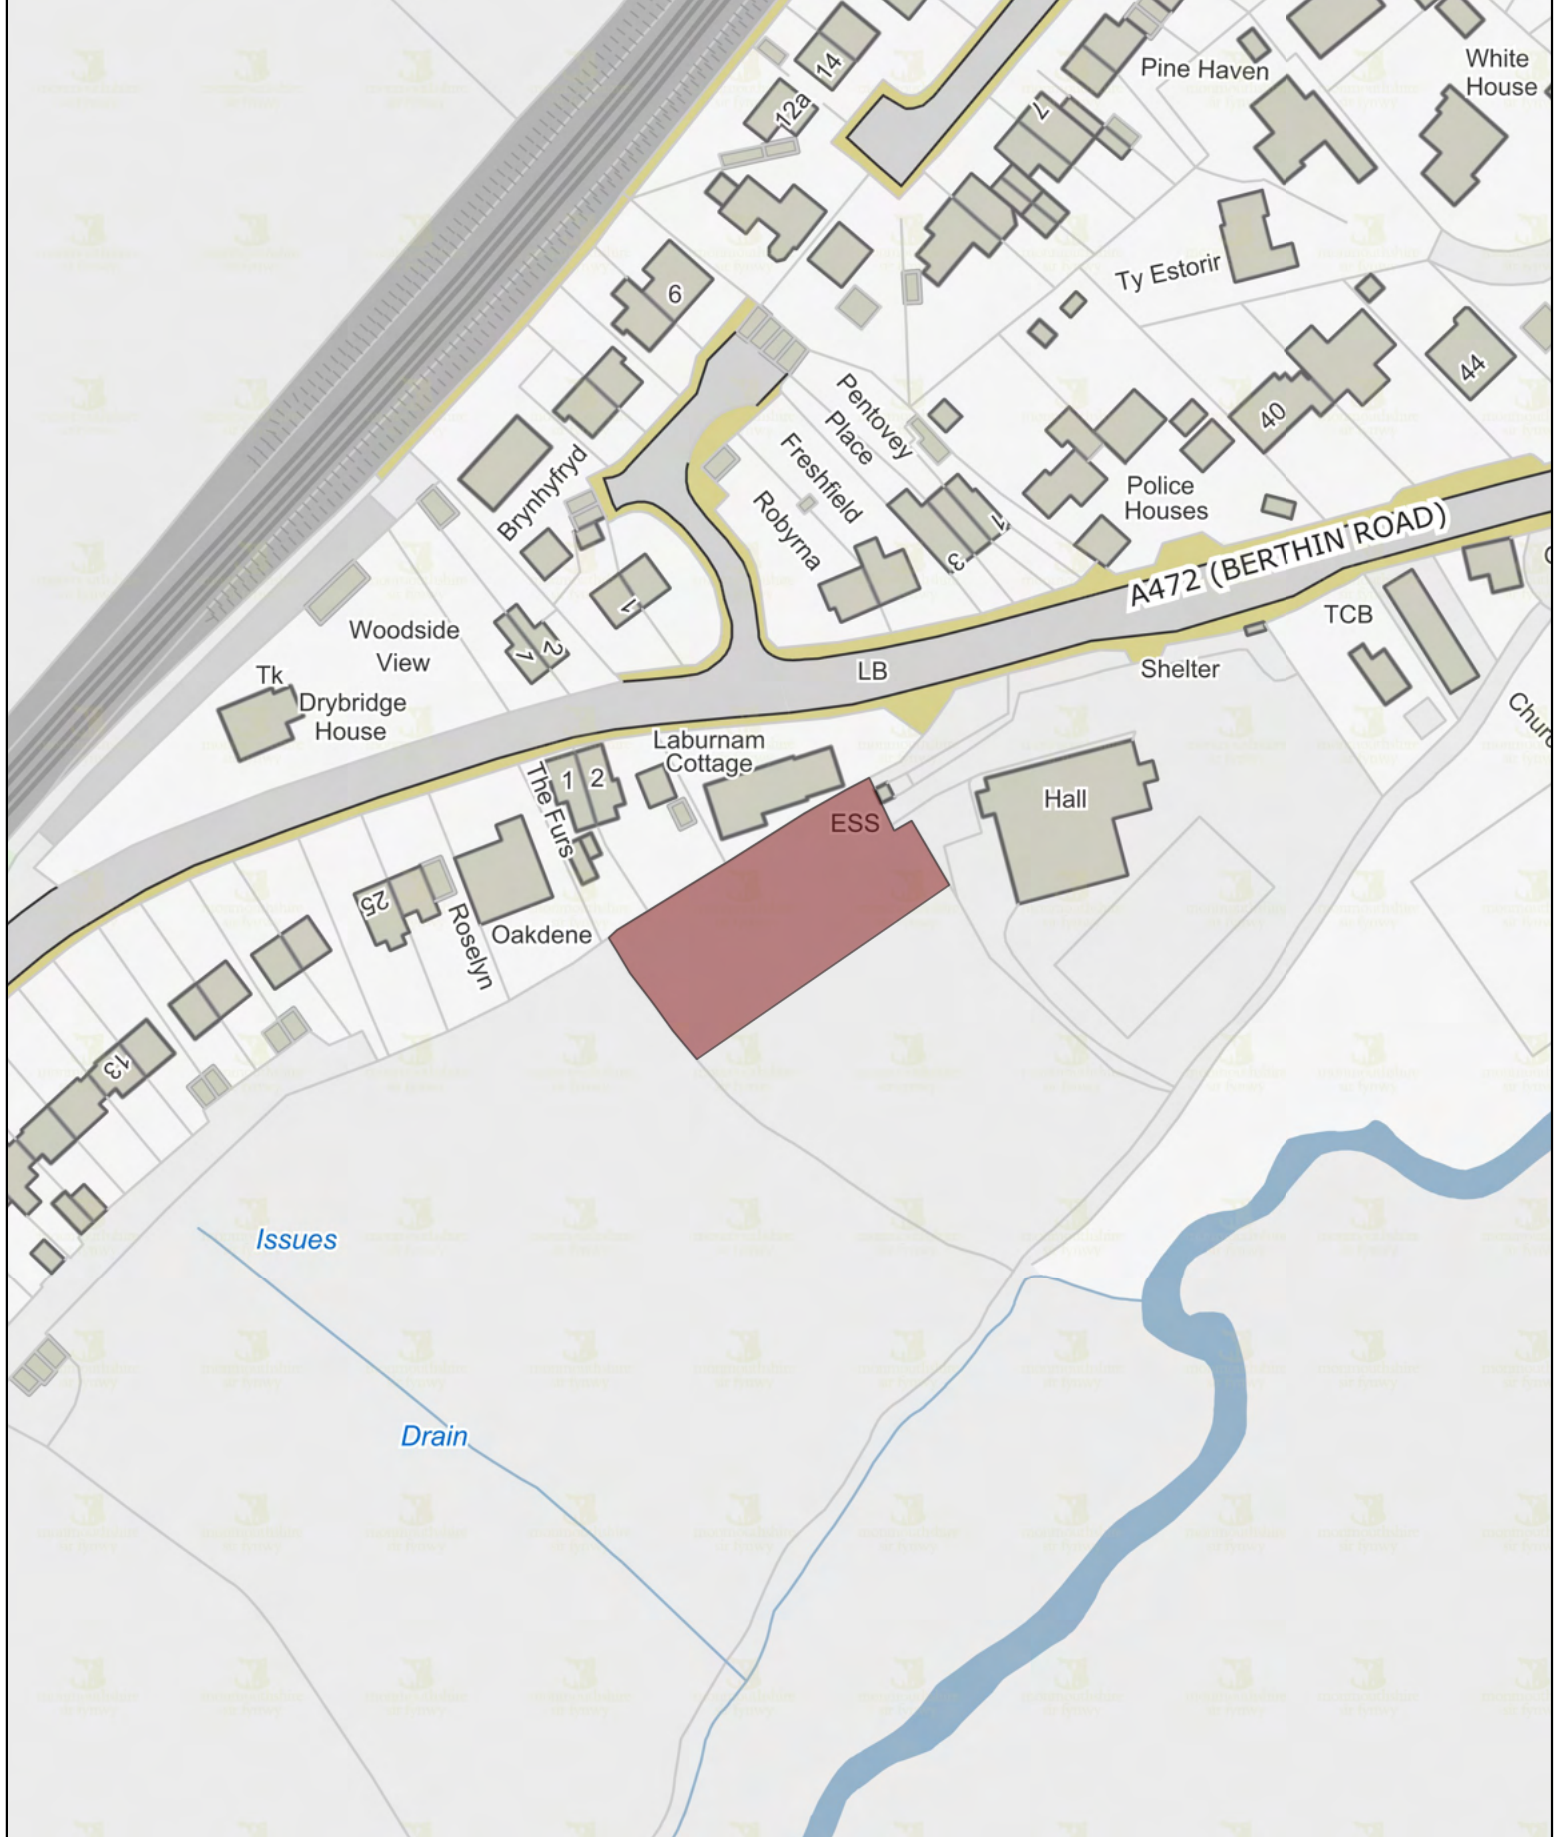 14
12a
7
Pine Haven
White
House
Ty Estorir
6
44
40
Pentovey
Place
Freshfield
Robyrna
Brynhyfryd
Police
Houses
7
3
1
A472 (BERTHIN ROAD)
TCB
Woodside
View
1
2
LB
Shelter
Tk
Drybridge
House
Laburnam
Cottage
The Furs
1
2
Hall
ESS
25
Roselyn
Oakdene
13
Issues
Drain